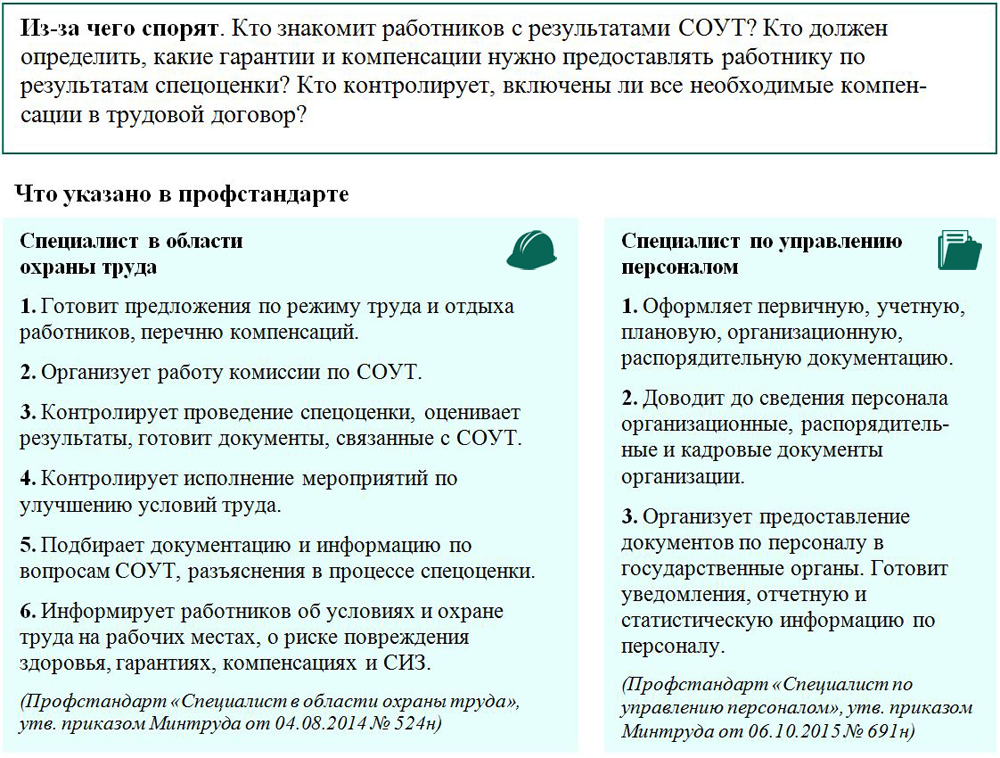 Из-за чего спорят. Кто знакомит работников с результатами СОУТ? Кто должен
определить, какие гарантии и компенсации нужно предоставлять работнику по
результатам спецоценки? Кто контролирует, включены ли все необходимые компен-
сации в трудовой договор?
Что указано в профстандарте
Специалист в области
охраны труда
1. Готовит предложения по режиму труда и отдыха
работников, перечню компенсаций.
2. Организует работу комиссии по СОУТ.
3. Контролирует проведение спецоценки, оценивает
результаты, готовит документы, связанные с СОУТ.
4. Контролирует исполнение мероприятий по
улучшению условий труда.
5. Подбирает документацию и информацию по
вопросам СОУТ, разъяснения в процессе спецоценки.
6. Информирует работников об условиях и охране
труда на рабочих местах, о риске повреждения
здоровья, гарантиях, компенсациях и СИЗ.
(Профстандарт «Специалист в области охраны труда»,
утв. приказом Минтруда от 04.08.2014 № 524н)
Специалист по управлению
персоналом
1. Оформляет первичную, учетную,
плановую, организационную,
распорядительную документацию.
2. Доводит до сведения персонала
организационные, распорядитель-
ные и кадровые документы
организации.
3. Организует предоставление
документов по персоналу в
государственные органы. Готовит
уведомления, отчетную и
статистическую информацию по
персоналу.
(Профстандарт «Специалист по
управлению персоналом», утв. приказом
Минтруда от 06.10.2015 № 691н)